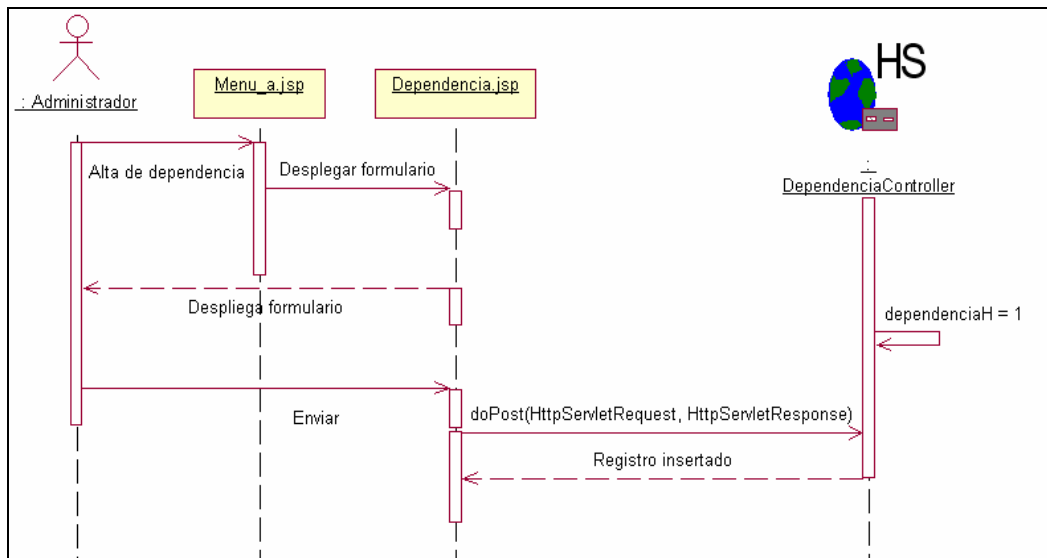 HS
Menu_a.jsp
Dependencia.jsp
: Administrador
:
DependenciaController
Alta de dependencia
Desplegar formulario
Despliega formulario
dependenciaH = 1
Enviar
doPost(HttpServletRequest, HttpServletResponse)
Registro insertado